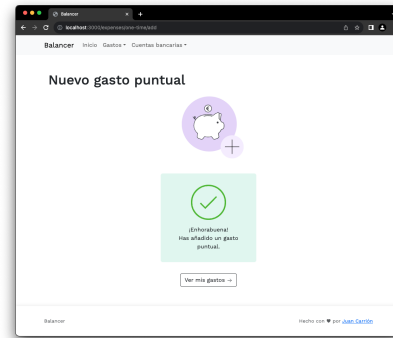 Balancer
localhost:3000/expenses/one-time/add
Balancer Inicio Gastos Cuentas bancarias
Nuevo gasto puntual
¡Enhorabuena!
Has añadido un gasto
puntual.
Ver mis gastos →
Balancer
Hecho con ♥ por Juan Carrión